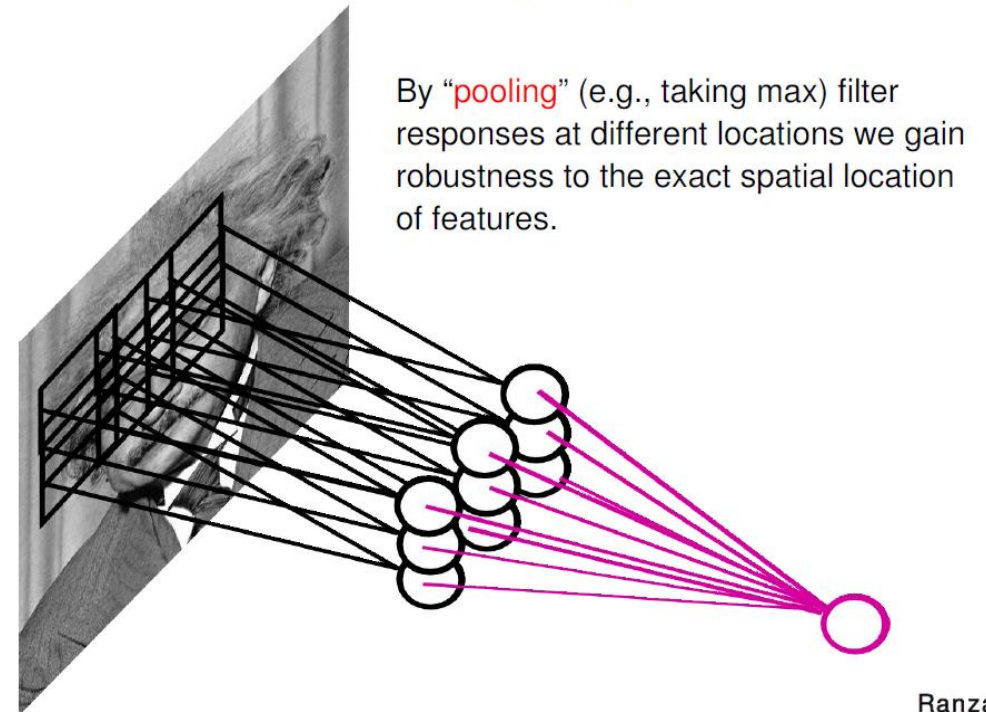 By “pooling” (e.g., taking max) filter
responses at different locations we gain
robustness to the exact spatial location
of features.
Ranza